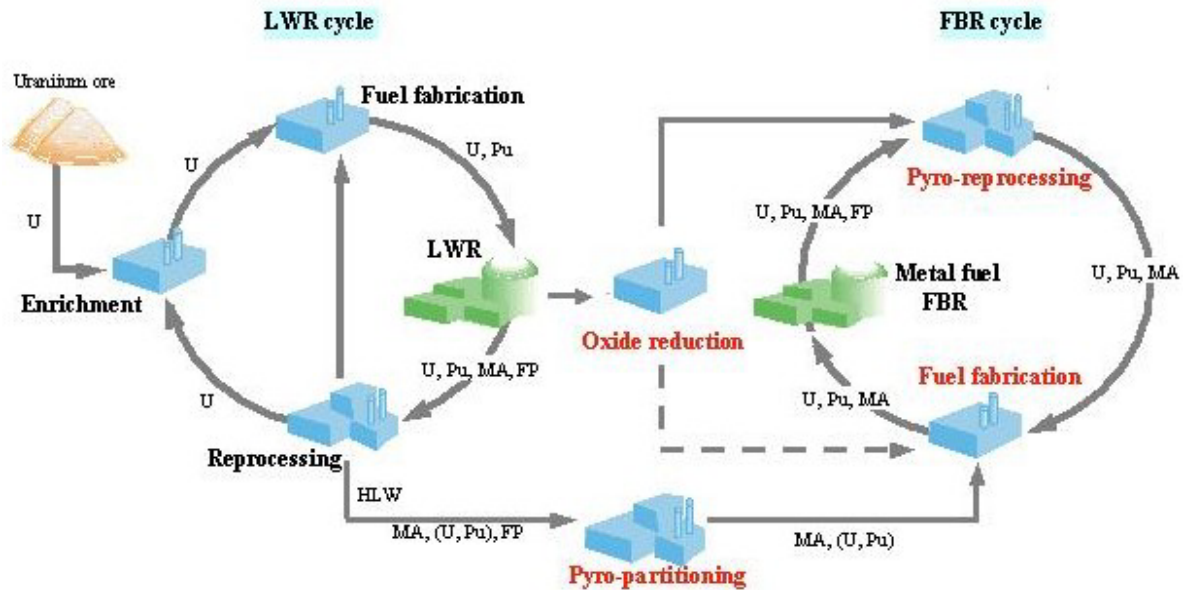 LWR cycle
FBR cycle
Uraniium ore
Fuel fabrication
U
U, Pu
Pyro-reprocessing
U
U, Pu, MA, FP
LWR
Metal fuel
FBR
U, Pu, MA
Enrichment
Oxide reduction
U, Pu, MA, FP
Fuel fabrication
U
U, Pu, MA
Reprocessing
HLW
MA, (U, Pu), FP
MA, (U, Pu)
Pyro-partitioning